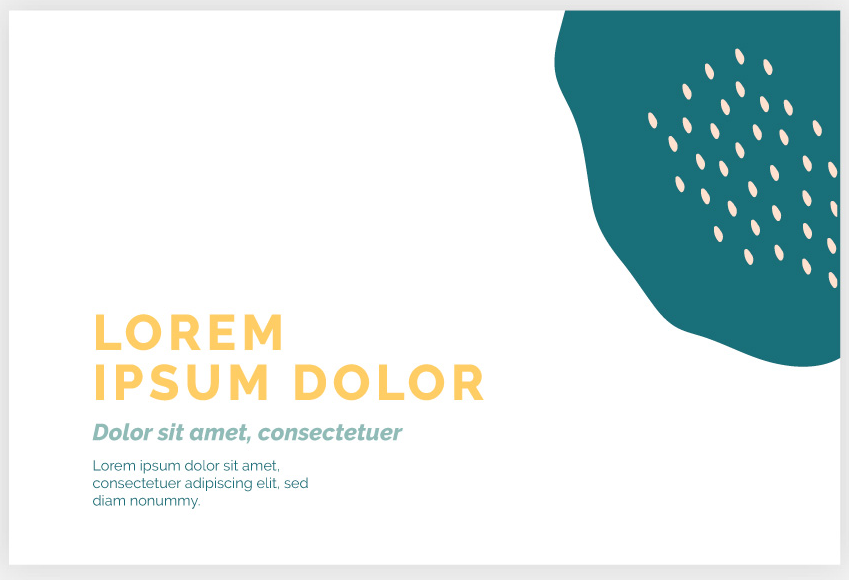 LOREM
IPSUM DOLOR
Dolor sit amet, consectetuer
Lorem ipsum dolor sit amet,
consectetuer adipiscing elit, sed
diam nonummy.